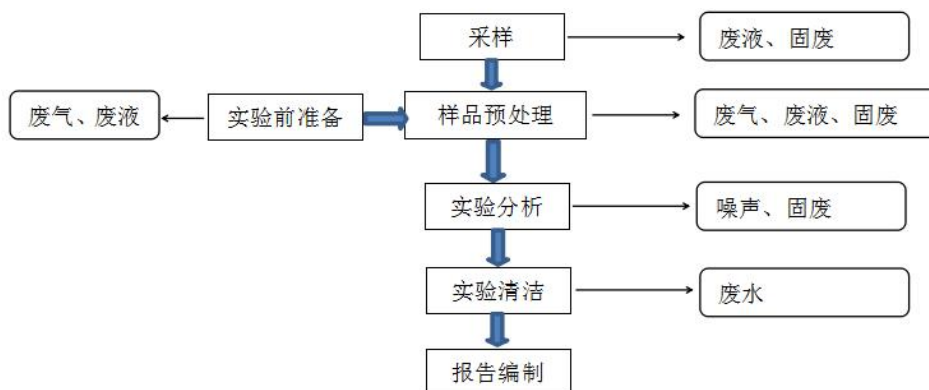 采样
废液、固废
废气、废液
实验前准备
样品预处理
废气、废液、固废
实验分析
噪声、固废
实验清洁
废水
报告编制